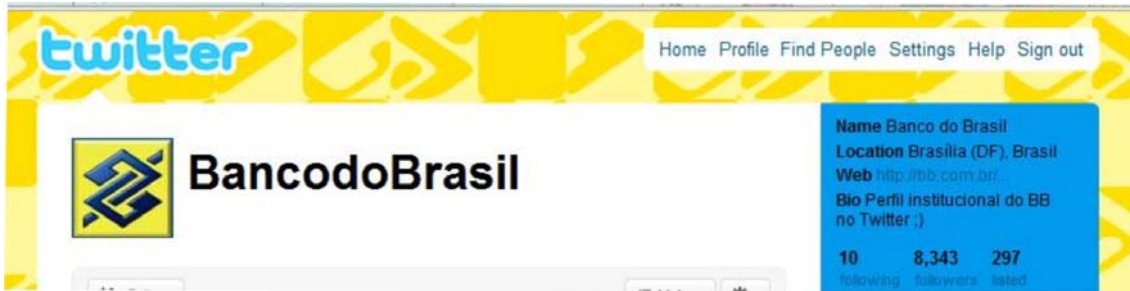 twitter
Home Profile Find People Settings Help Sign out
BancodoBrasil
Name Banco do Brasil
Location Brasília (DF), Brasil
Web http://bb.com.br/...
Bio Perfil institucional do BB
no Twitter ;)
10 8,343 297
following followers listed